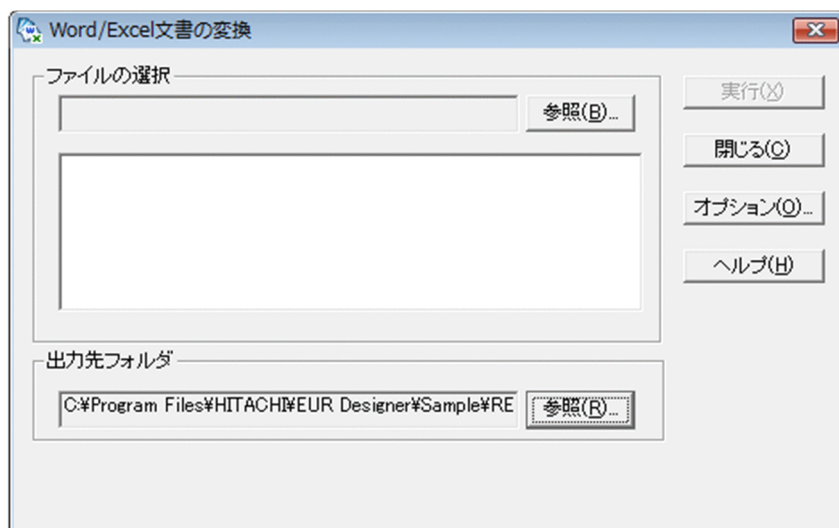 Word/Excel文書の変換
ファイルの選択
参照(B)...
実行(X)
閉じる(C)
オプション(O)...
ヘルプ(H)
出力先フォルダ
C:¥Program Files¥HITACHI¥EUR Designer¥Sample¥RE
参照(R)...